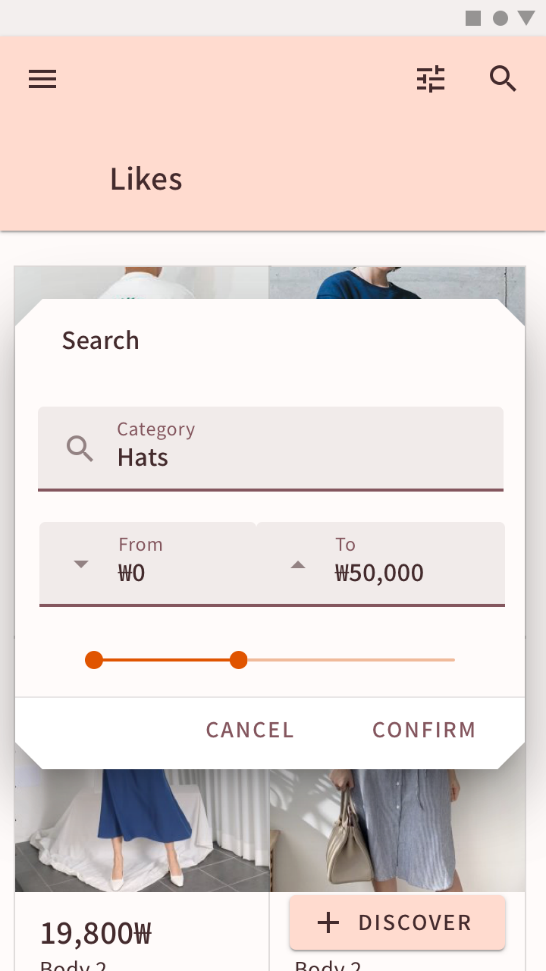 Likes
Search
Category
Hats
From
₩0
To
₩50,000
CANCEL
CONFIRM
19,800₩
DISCOVER
Body 2
Body 2